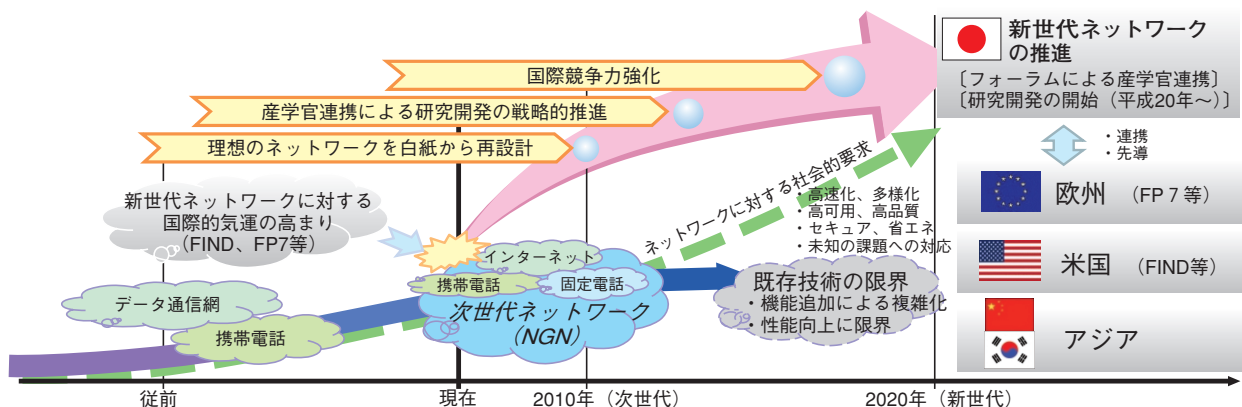 国際競争力強化
産学官連携による研究開発の戦略的推進
理想のネットワークを白紙から再設計
新世代ネットワークに対する
国際的気運の高まり
(FIND、FP7等)
データ通信網
携帯電話
インターネット
携帯電話
固定電話
次世代ネットワーク
(NGN)
ネットワークに対する社会的要求
・高速化、多様化
・高可用、高品質
・セキュア、省エネ
・未知の課題への対応
既存技術の限界
・機能追加による複雑化
・性能向上に限界
新世代ネットワーク
の推進
〔フォーラムによる産学官連携〕
〔研究開発の開始（平成20年～）〕
・連携
・先導
欧州 （FP 7 等）
米国 （FIND等）
アジア
従前
現在
2010年（次世代）
2020年（新世代）